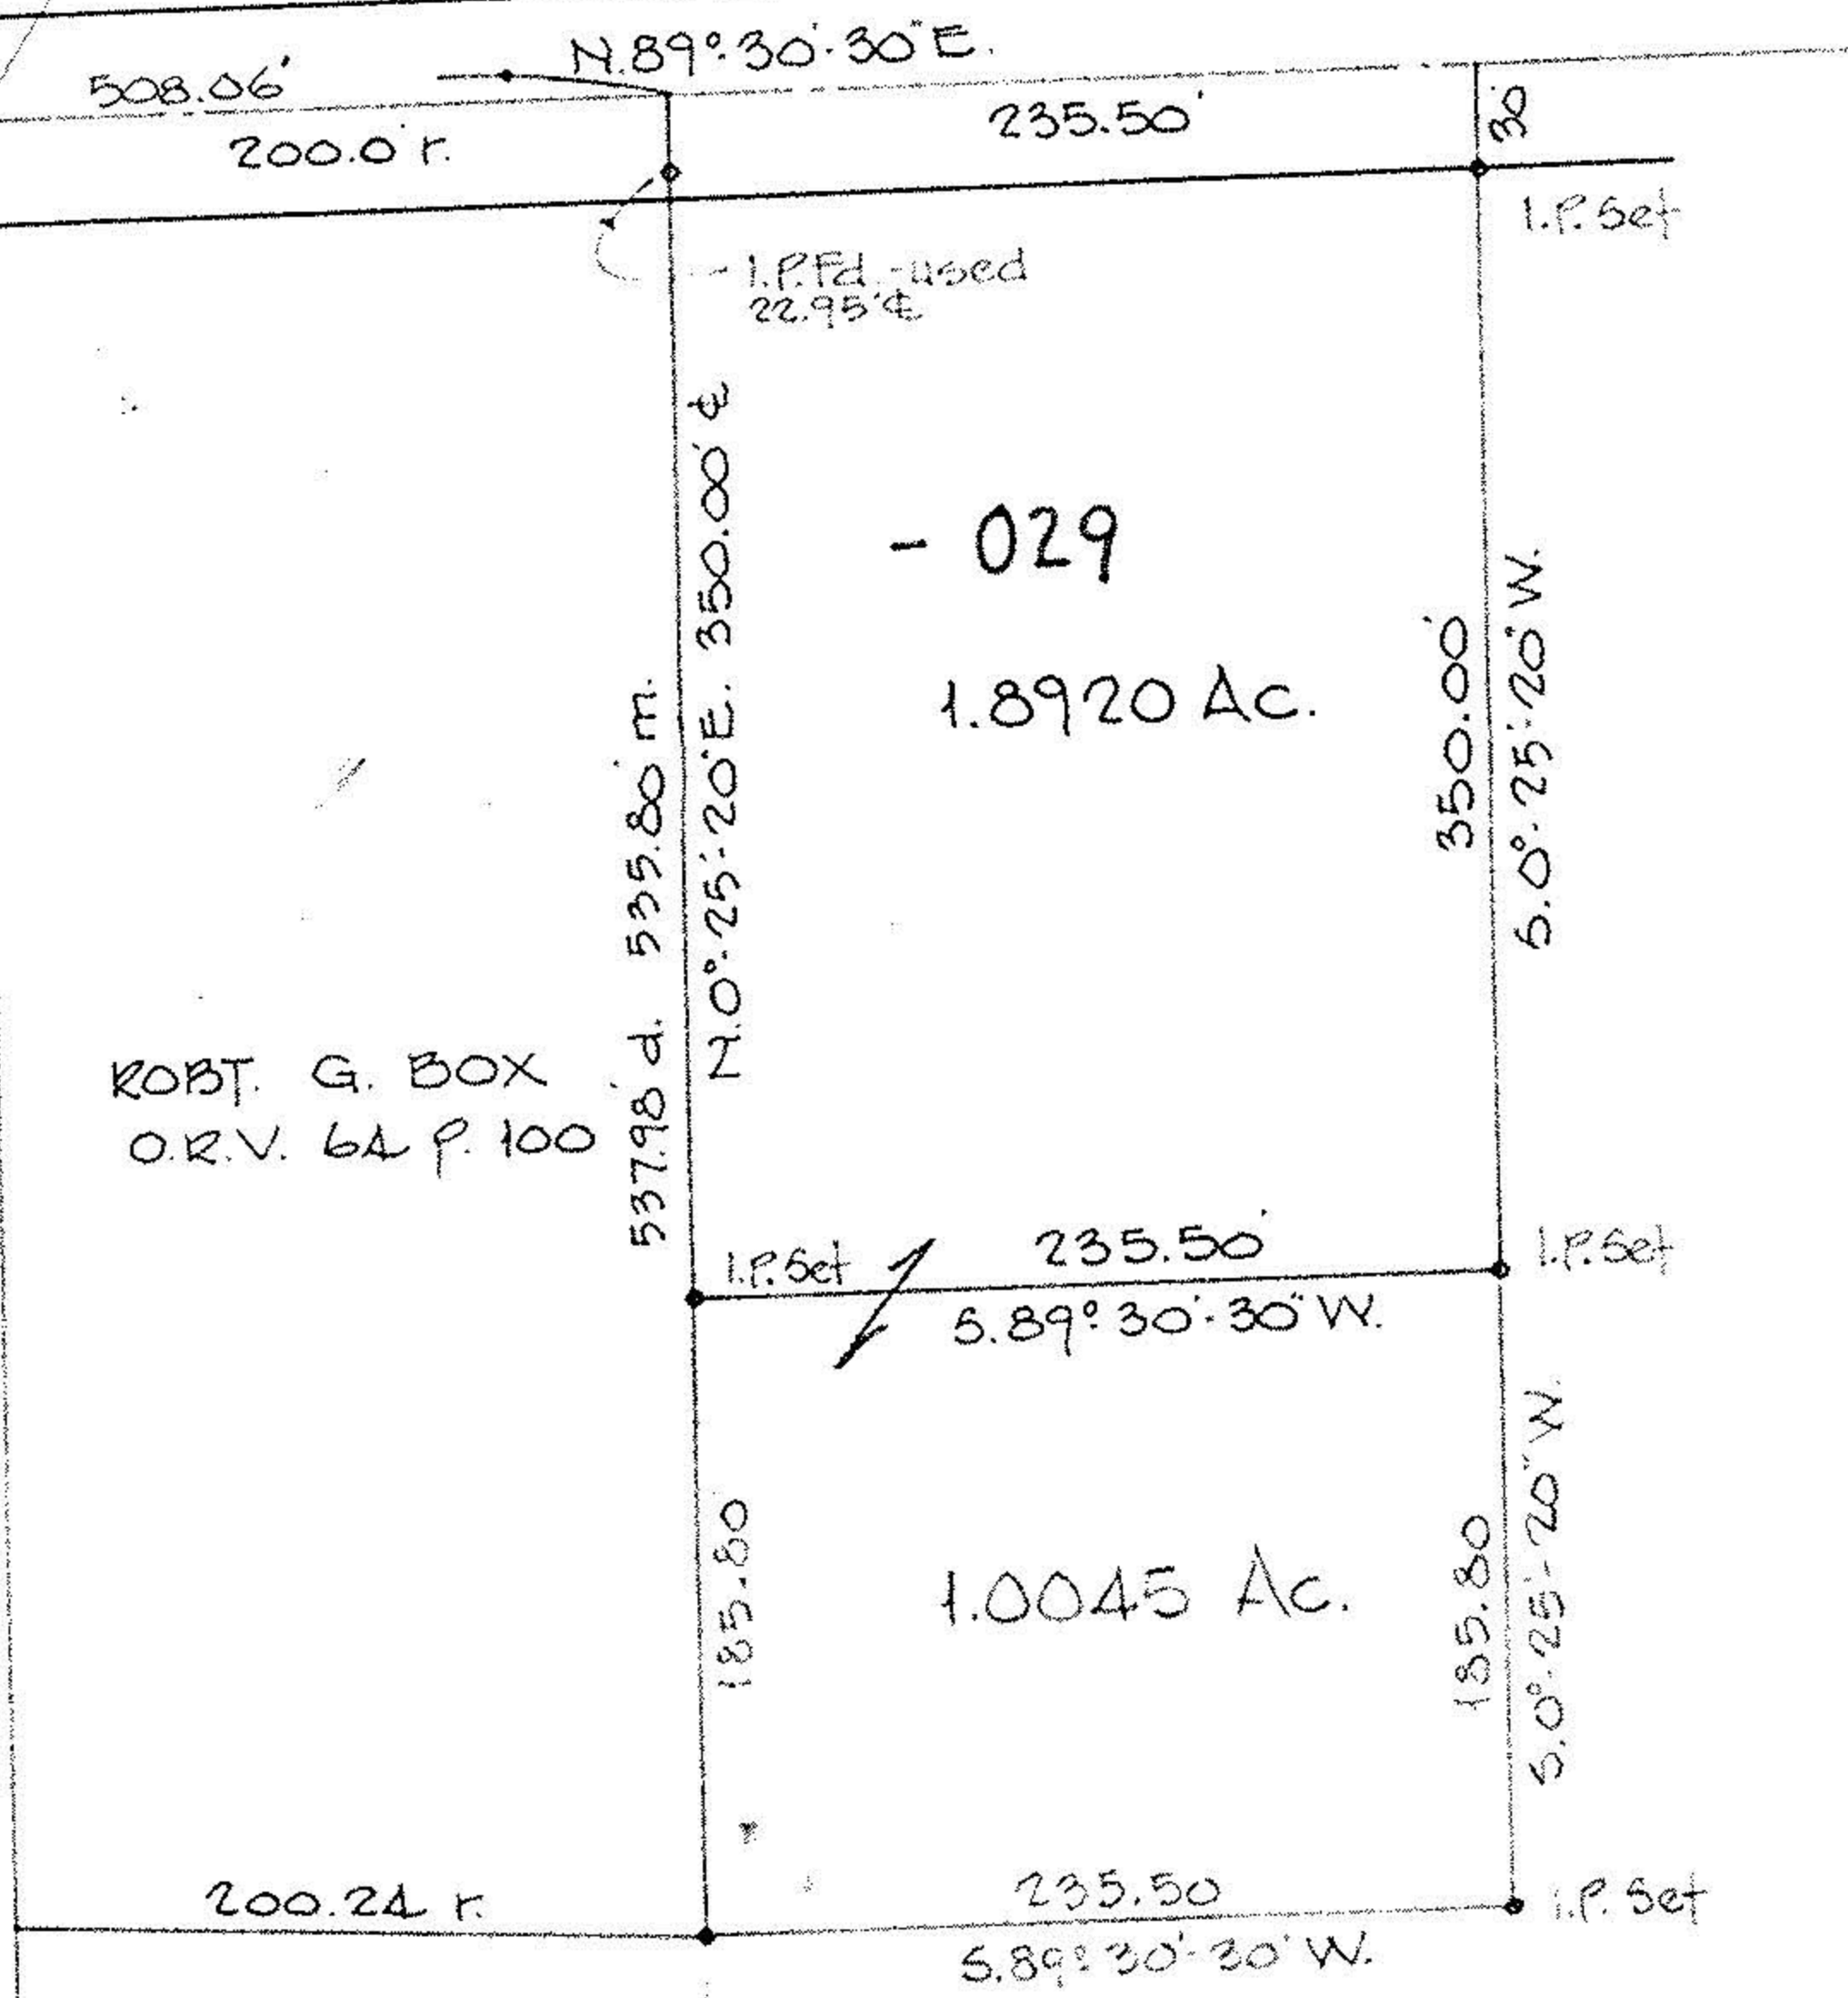 N.89°-30'-30"E.
508.06'
235.50'
30'
200.0' r.
I.P. Set
I.P. Fd.-used
22.95' ℄
N.0°-25'-20"E. 350.00' ℄
537.98' d. 535.80' m.
- 029
1.8920 Ac.
350.00'
S.0°-25'-20"W.
ROBT. G. BOX
O.R.V. 64 P. 100
I.P. Set
235.50'
I.P. Set
S.89°-30'-30"W.
185.80
1.0045 Ac.
185.80
S.0°-25'-20"W.
200.24 r.
235.50
I.P. Set
S.89°-30'-30"W.